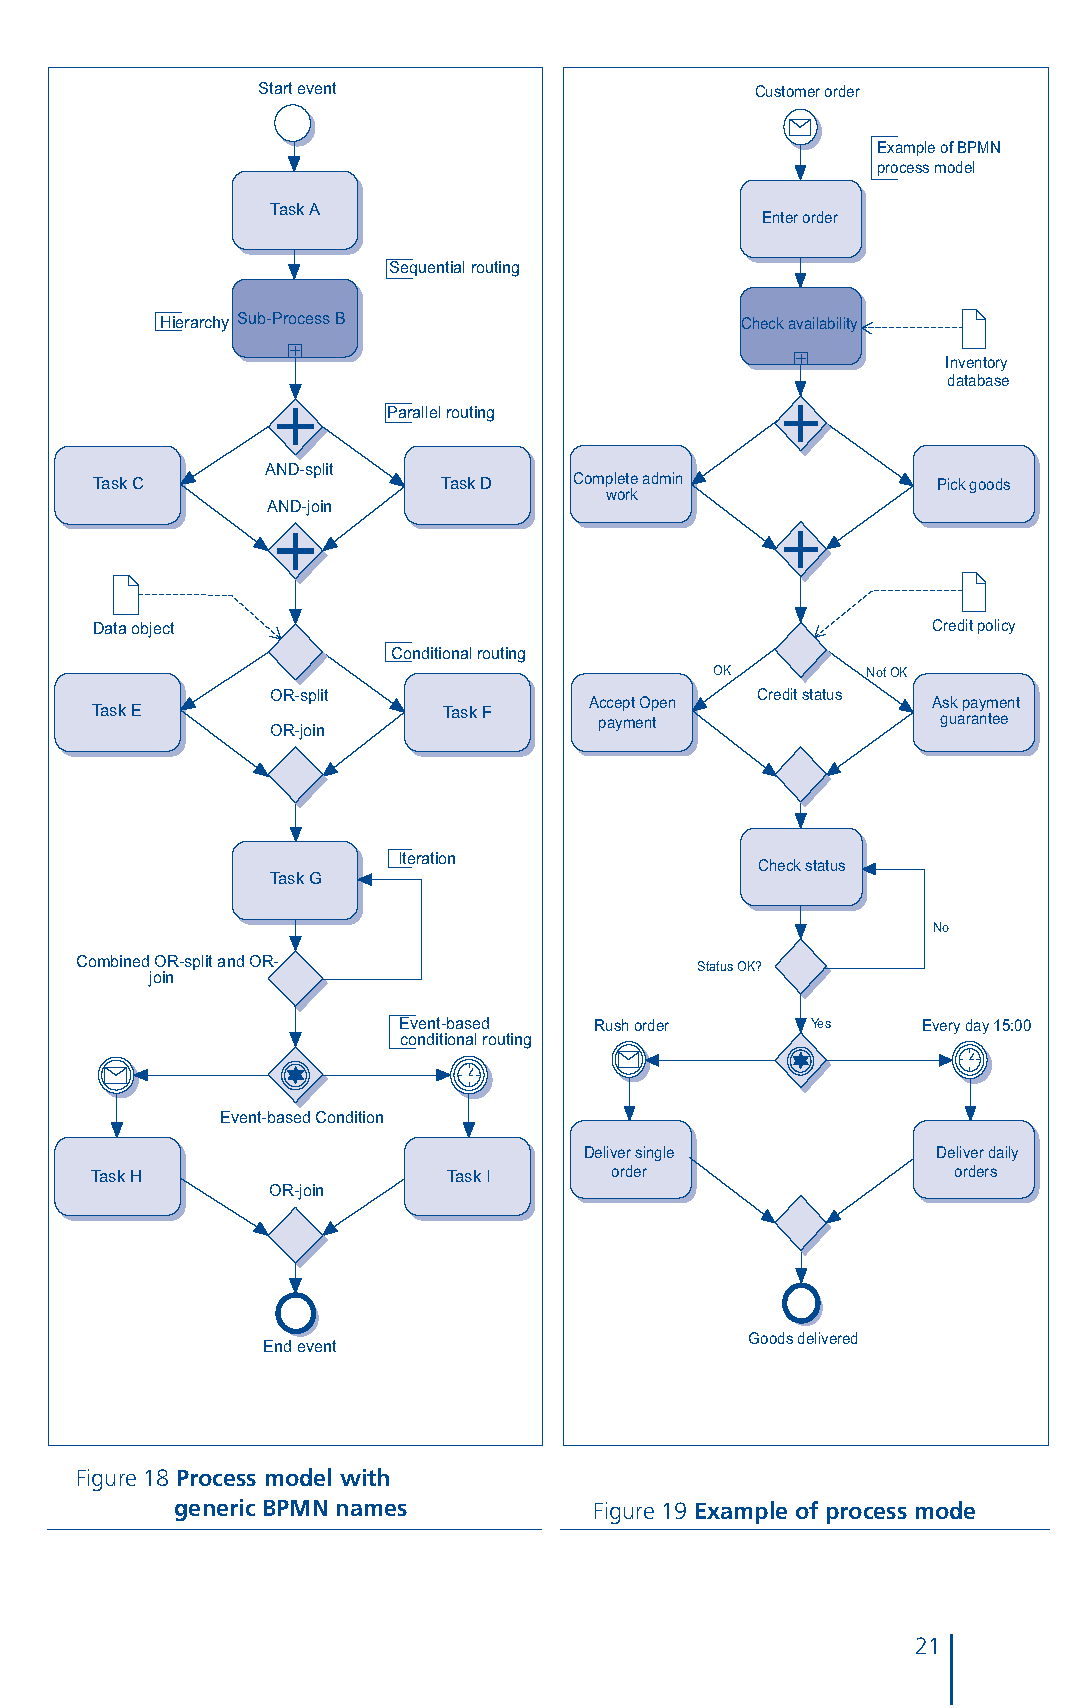 Start event
Task A
Sequential routing
Hierarchy
Sub-Process B
Parallel routing
AND-split
Task C
Task D
AND-join
Data object
Conditional routing
OR-split
Task E
Task F
OR-join
Iteration
Task G
Combined OR-split and OR-
join
Event-based
conditional routing
Event-based Condition
Task H
Task I
OR-join
End event
Figure 18 Process model with
generic BPMN names
Customer order
Example of BPMN
process model
Enter order
Check availability
Inventory
database
Complete admin
work
Pick goods
Credit policy
OK
Not OK
Credit status
Accept Open
payment
Ask payment
guarantee
Check status
No
Status OK?
Rush order
Yes
Every day 15:00
Deliver single
order
Deliver daily
orders
Goods delivered
Figure 19 Example of process mode
21